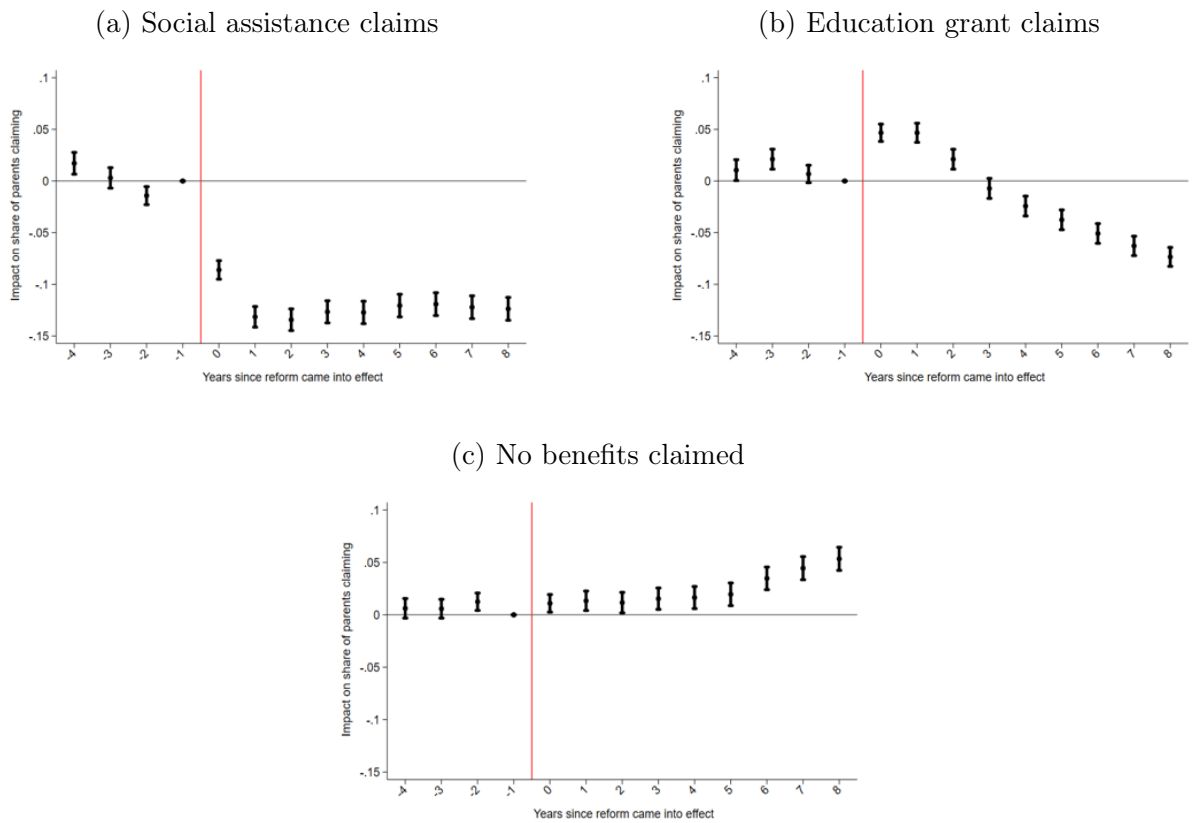 (a) Social assistance claims
Impact on share of parents claiming
.1
.05
0
-.05
-.1
-.15
-4 -3 -2 -1 0 1 2 3 4 5 6 7 8
Years since reform came into effect
(b) Education grant claims
Impact on share of parents claiming
.1
.05
0
-.05
-.1
-.15
-4 -3 -2 -1 0 1 2 3 4 5 6 7 8
Years since reform came into effect
(c) No benefits claimed
Impact on share of parents claiming
.1
.05
0
-.05
-.1
-.15
-4 -3 -2 -1 0 1 2 3 4 5 6 7 8
Years since reform came into effect